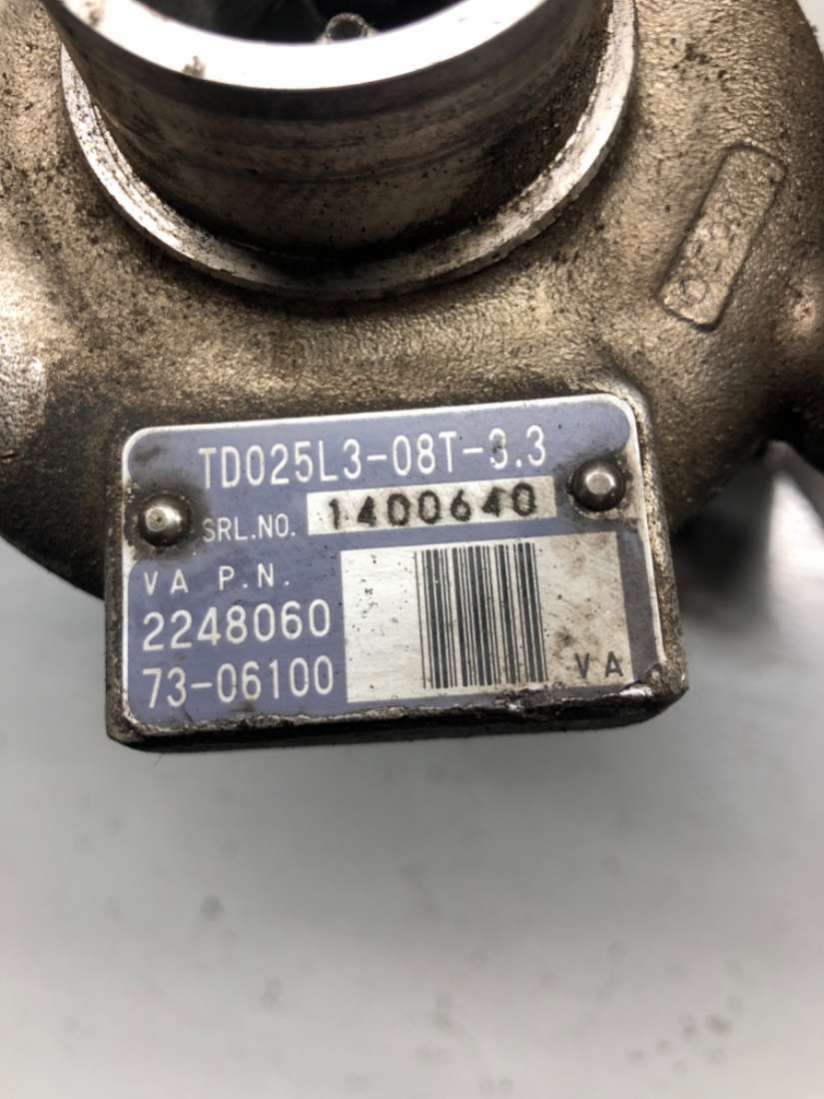 TD025L3-08T-3.3
SRL.NO. 1400640
VA P.N.
2248060
73-06100
VA